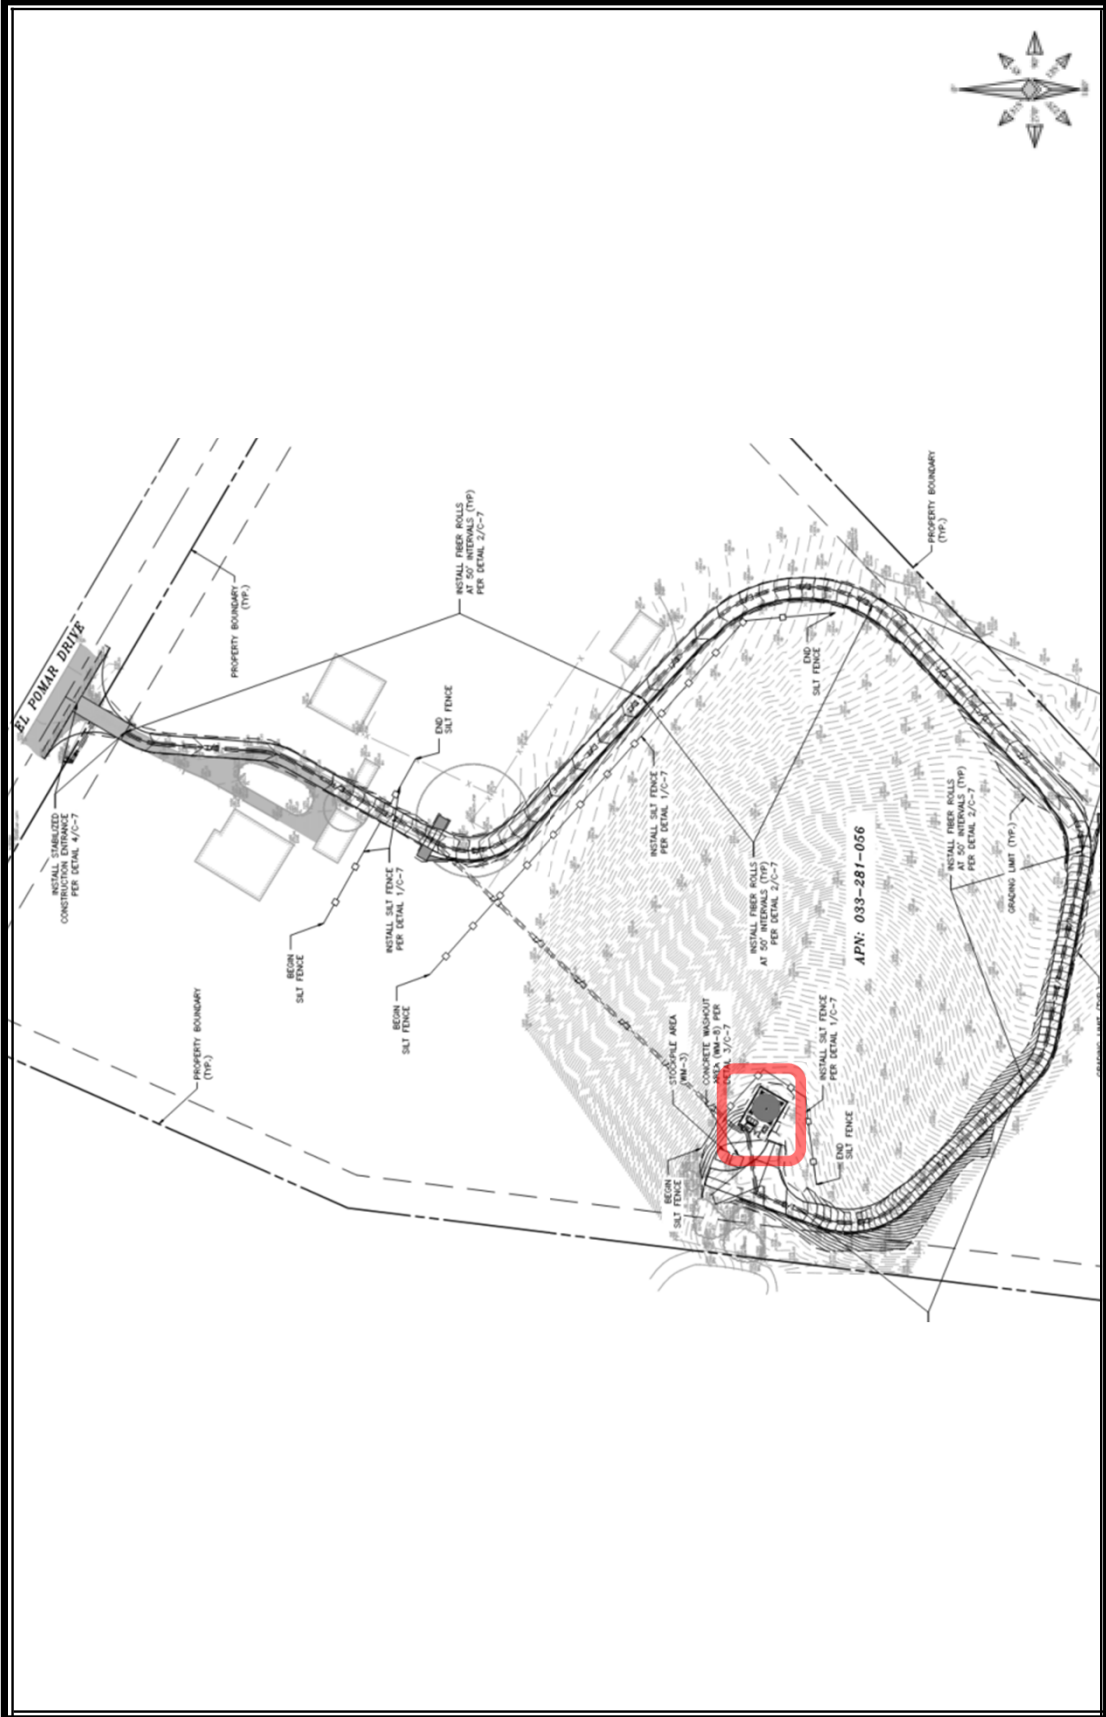 EL POMAR DRIVE
INSTALL STABILIZED
CONSTRUCTION ENTRANCE
PER DETAIL 4/C-7
PROPERTY BOUNDARY
(TYP.)
PROPERTY BOUNDARY
(TYP.)
BEGIN
SILT FENCE
INSTALL SILT FENCE
PER DETAIL 1/C-7
BEGIN
SILT FENCE
END
SILT FENCE
INSTALL FIBER ROLLS
AT 50' INTERVALS (TYP)
PER DETAIL 2/C-7
INSTALL SILT FENCE
PER DETAIL 1/C-7
STOCKPILE AREA
(WM-3)
CONCRETE WASHOUT
AREA (WM-8) PER
DETAIL 3/C-7
BEGIN
SILT FENCE
INSTALL FIBER ROLLS
AT 50' INTERVALS (TYP)
PER DETAIL 2/C-7
END
SILT FENCE
INSTALL SILT FENCE
PER DETAIL 1/C-7
END
SILT FENCE
APN: 033-281-056
PROPERTY BOUNDARY
(TYP.)
INSTALL FIBER ROLLS
AT 50' INTERVALS (TYP)
PER DETAIL 2/C-7
GRADING LIMIT (TYP.)